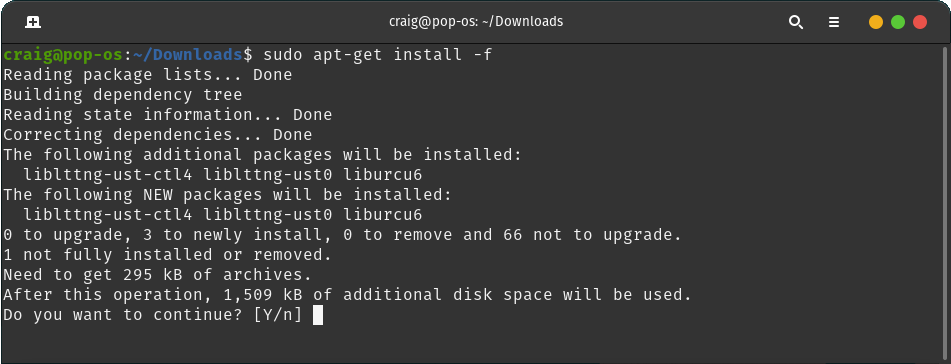 craig@pop-os: ~/Downloads
craig@pop-os:~/Downloads$ sudo apt-get install -f
Reading package lists... Done
Building dependency tree
Reading state information... Done
Correcting dependencies... Done
The following additional packages will be installed:
  liblttng-ust-ctl4 liblttng-ust0 liburcu6
The following NEW packages will be installed:
  liblttng-ust-ctl4 liblttng-ust0 liburcu6
0 to upgrade, 3 to newly install, 0 to remove and 66 not to upgrade.
1 not fully installed or removed.
Need to get 295 kB of archives.
After this operation, 1,509 kB of additional disk space will be used.
Do you want to continue? [Y/n]